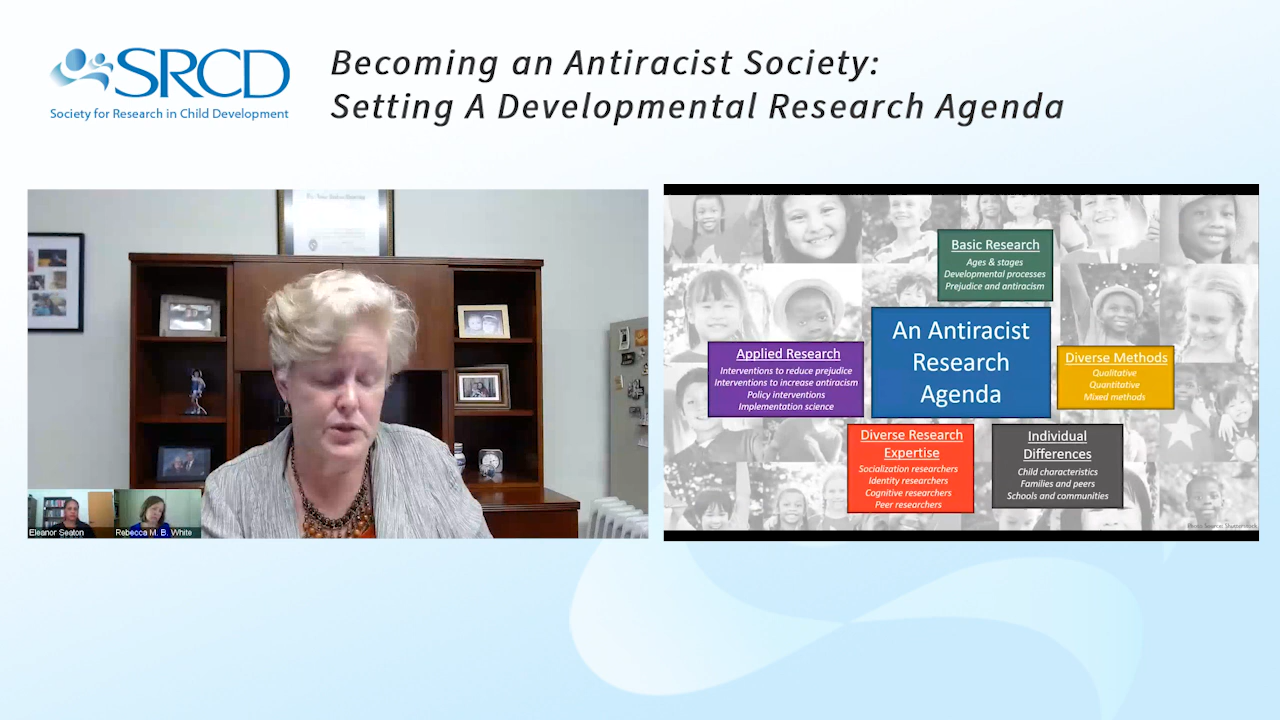 SRCD
Society for Research in Child Development
Becoming an Antiracist Society:
Setting A Developmental Research Agenda
Eleanor Seaton
Rebecca M. B. White
Basic Research
Ages & stages
Developmental processes
Prejudice and antiracism
An Antiracist
Research
Agenda
Applied Research
Interventions to reduce prejudice
Interventions to increase antiracism
Policy interventions
Implementation science
Diverse Methods
Qualitative
Quantitative
Mixed methods
Diverse Research
Expertise
Socialization researchers
Identity researchers
Cognitive researchers
Peer researchers
Individual
Differences
Child characteristics
Families and peers
Schools and communities